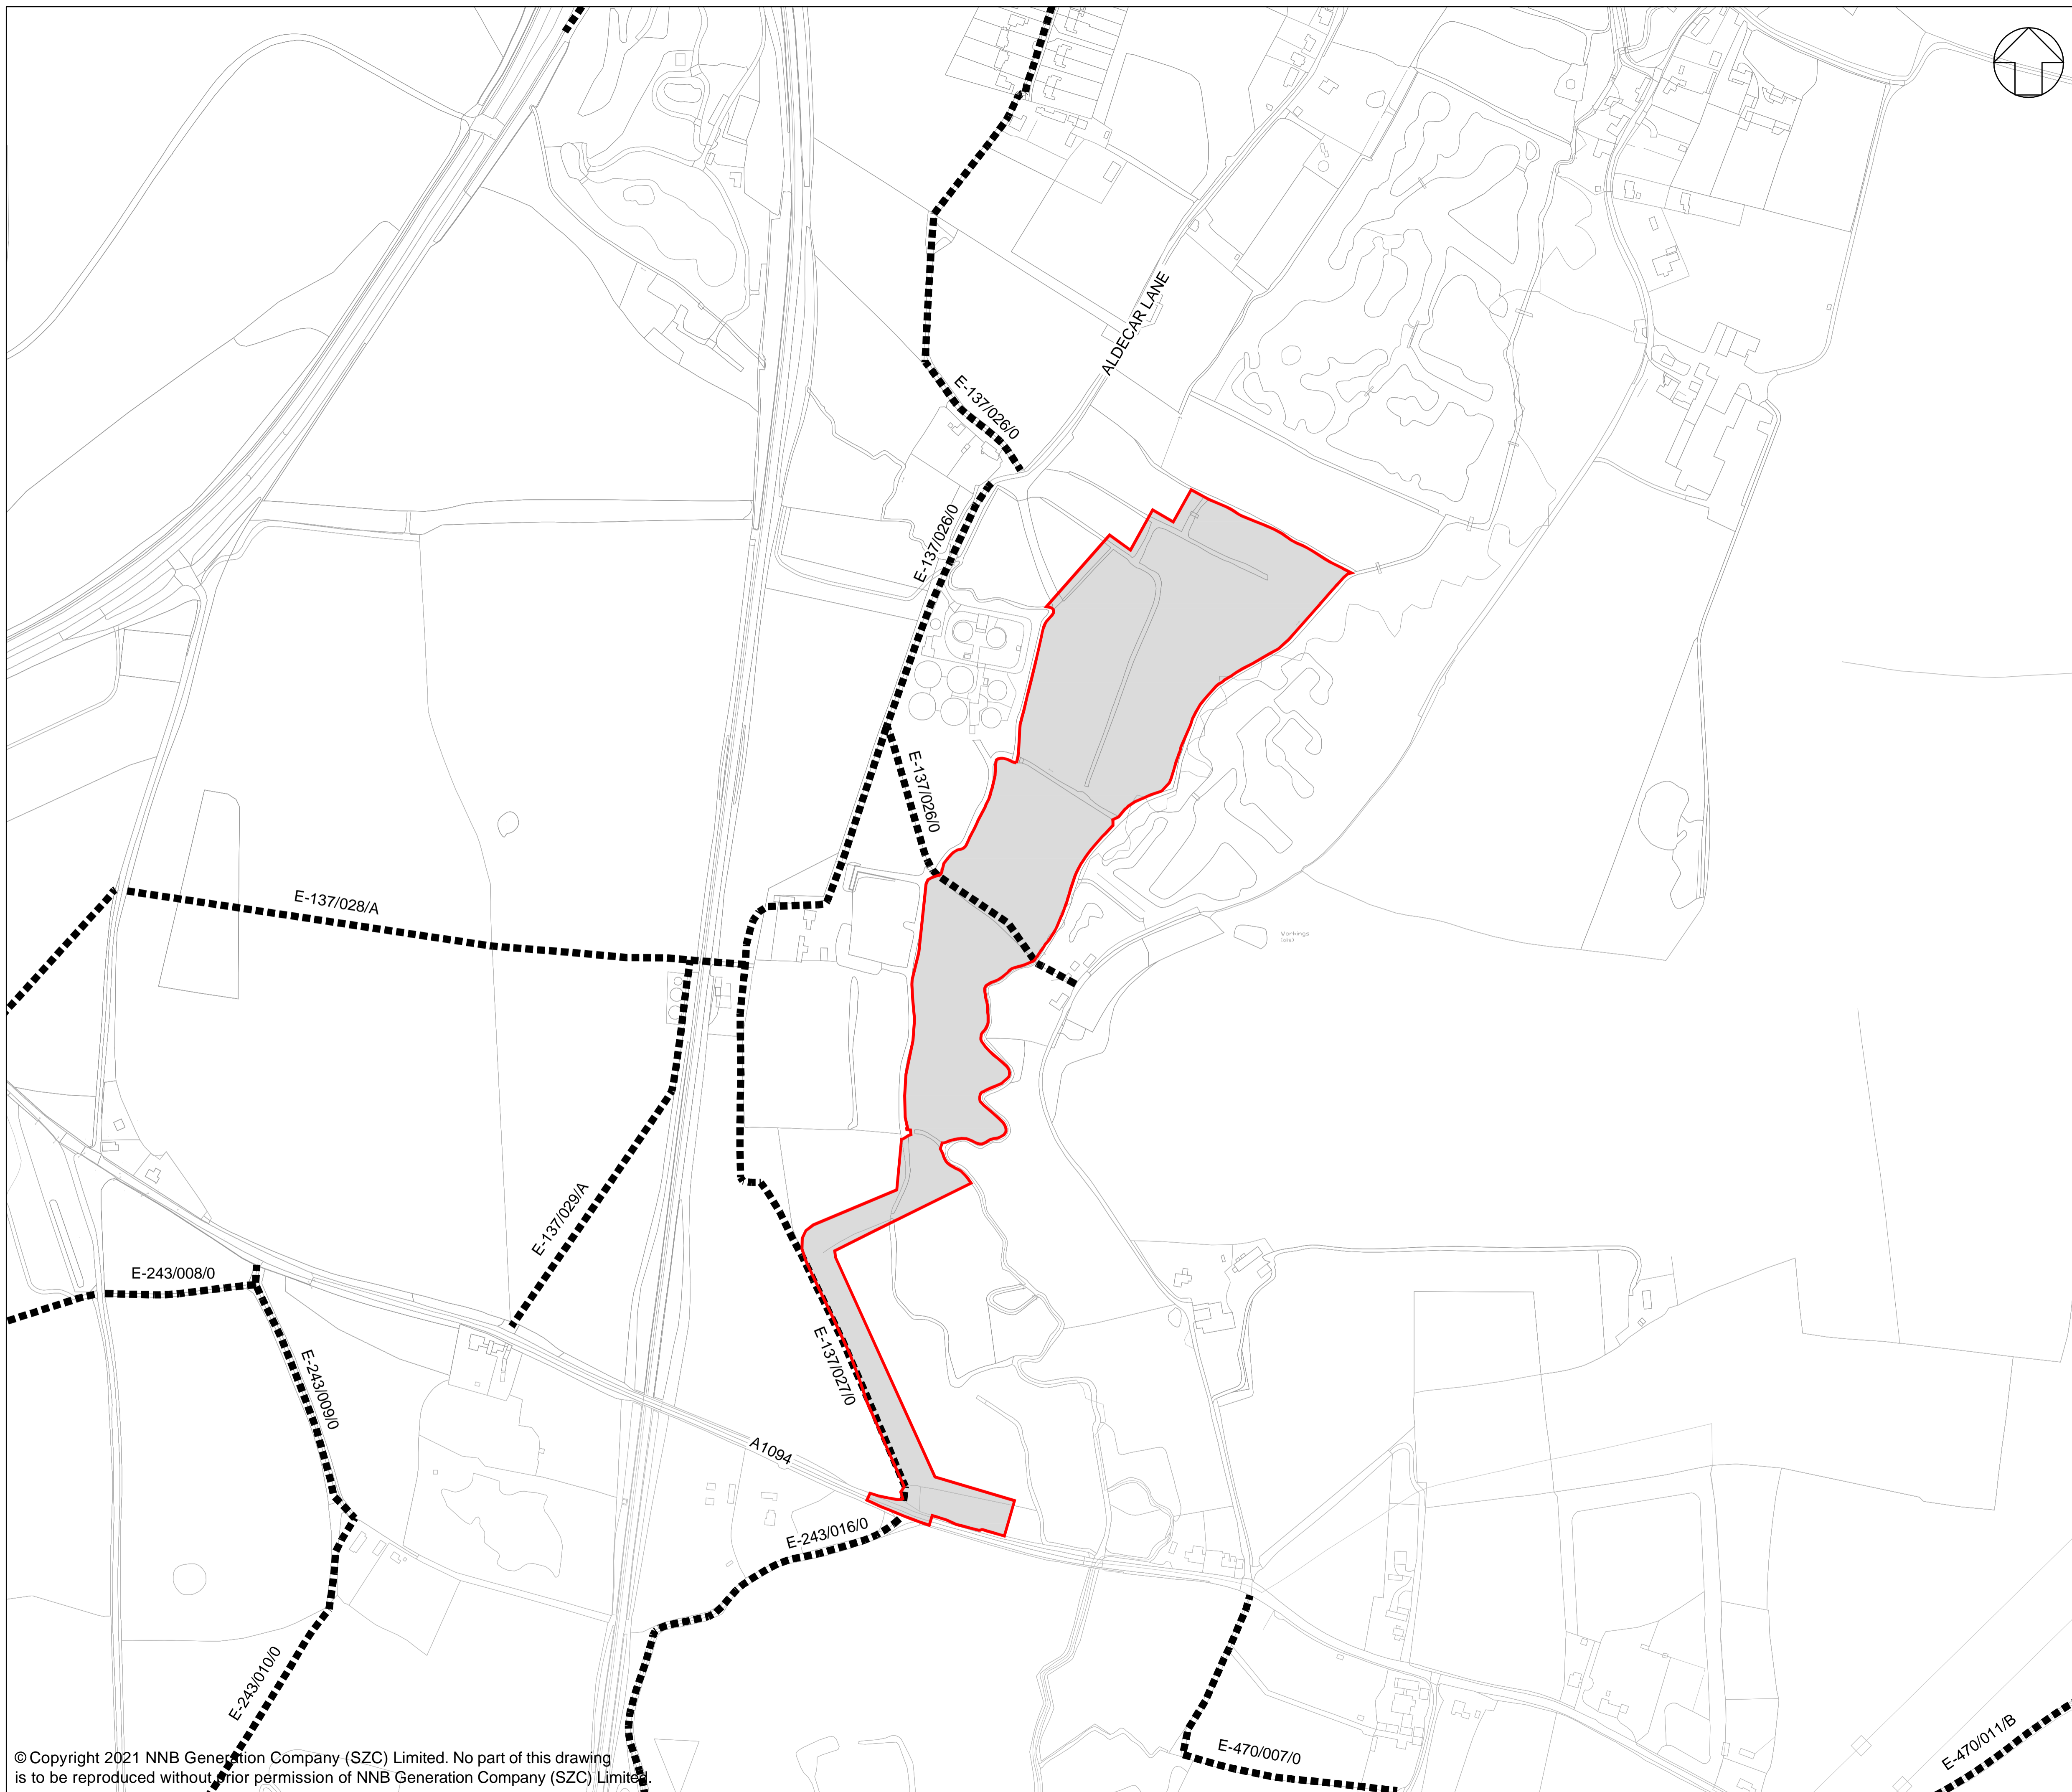 ALDECAR LANE
E-137/026/0
E-137/026/0
E-137/026/0
E-137/028/A
Workings
(dis)
E-137/029/A
E-243/008/0
E-243/009/0
E-137/027/0
A1094
E-243/016/0
E-243/010/0
E-470/007/0
E-470/011/B
© Copyright 2021 NNB Generation Company (SZC) Limited. No part of this drawing
is to be reproduced without prior permission of NNB Generation Company (SZC) Limited.